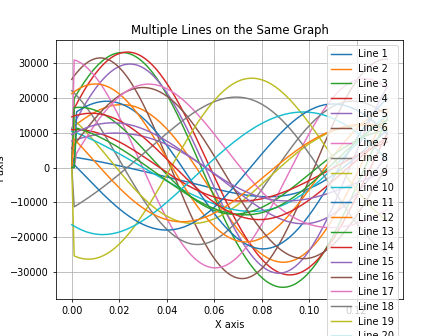 Multiple Lines on the Same Graph
30000
20000
10000
0
−10000
−20000
−30000
0.00
0.02
0.04
0.06
0.08
0.10
X axis
axis
Line 1
Line 2
Line 3
Line 4
Line 5
Line 6
Line 7
Line 8
Line 9
Line 10
Line 11
Line 12
Line 13
Line 14
Line 15
Line 16
Line 17
Line 18
Line 19
Line 20